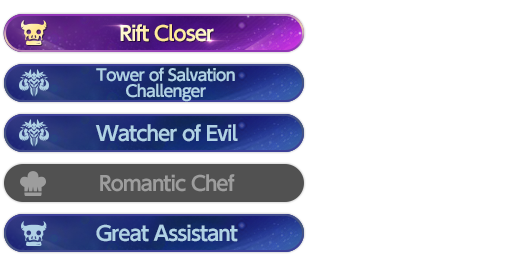 Rift Closer
Tower of Salvation
Challenger
Watcher of Evil
Romantic Chef
Great Assistant